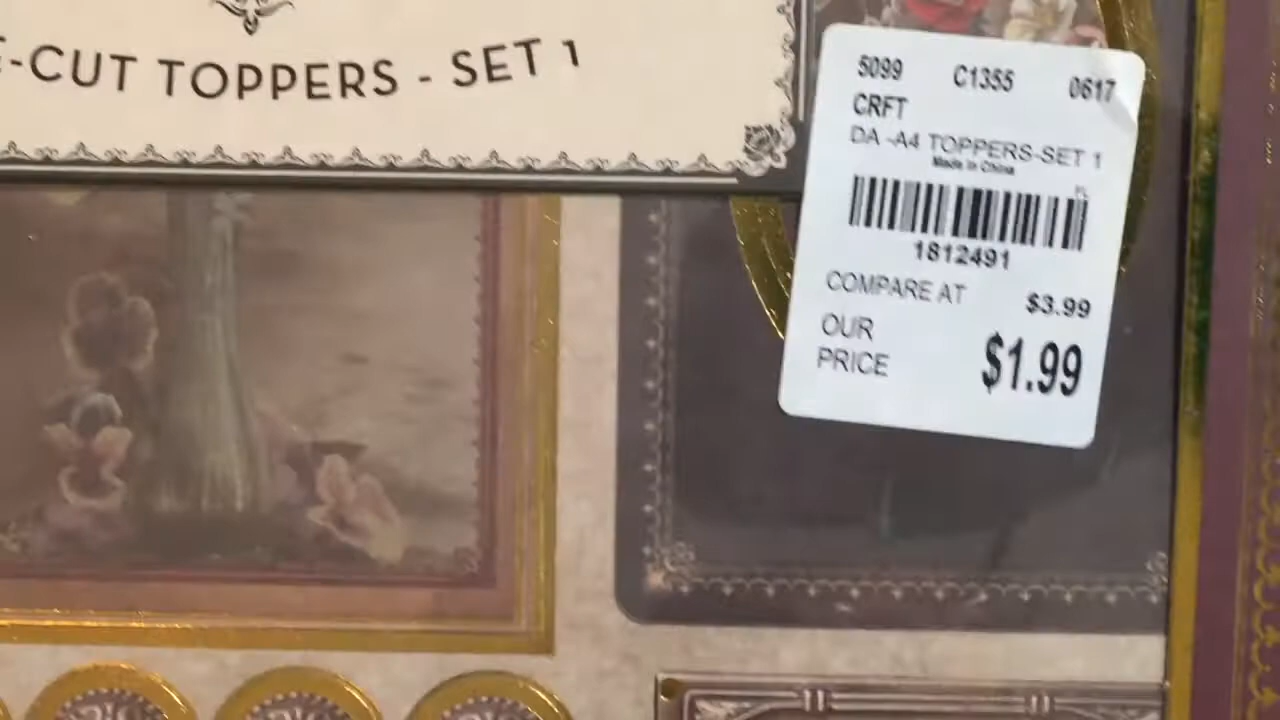 -CUT TOPPERS - SET 1
5099 C1355 0617
CRFT
DA -A4 TOPPERS-SET 1
Made in China
PL
1812491
COMPARE AT $3.99
OUR
PRICE $1.99